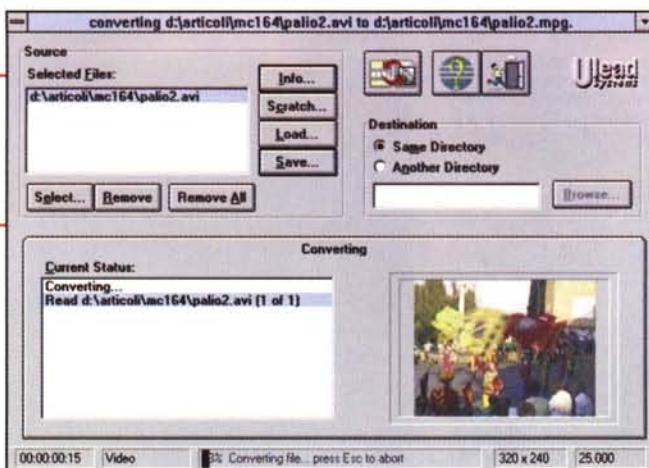 converting d:\articoli\mc164\palio2.avi to d:\articoli\mc164\palio2.mpg.
Source
Selected Files:
d:\articoli\mc164\palio2.avi
Info...
Scratch...
Load...
Save...
Select...
Remove
Remove All
Ulead
Systems
Destination
Same Directory
Another Directory
Browse...
Converting
Current Status:
Converting...
Read d:\articoli\mc164\palio2.avi (1 of 1)
00:00:00:15
Video
3% Converting file... press Esc to abort
320 x 240
25.000